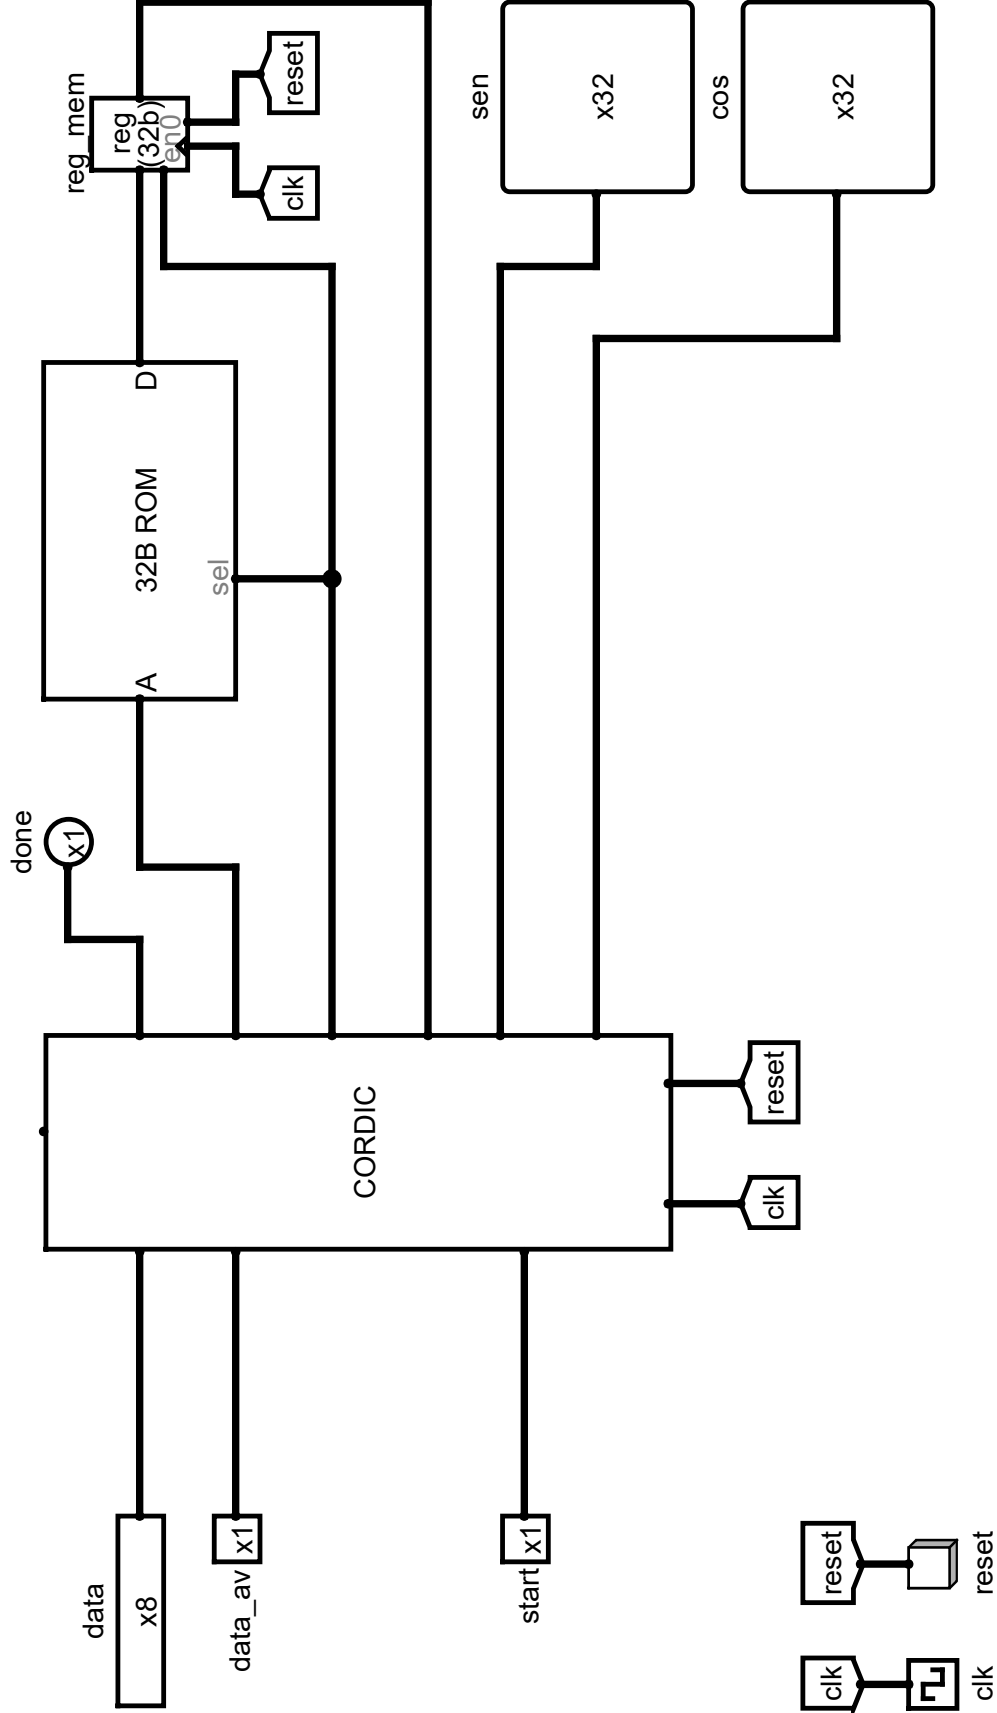 data
x8
data_av
x1
start
x1
clk
reset
clk
reset
CORDIC
clk
reset
done
x1
A
32B ROM
D
sel
reg_mem
reg
(32b)
en0
clk
reset
sen
x32
cos
x32